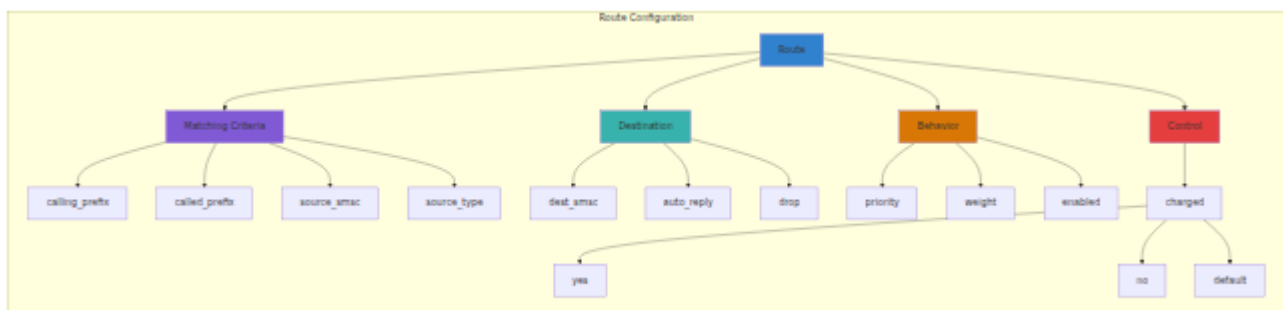 Route Configuration
Route
Matching Criteria
Destination
Behavior
Control
calling_prefix
called_prefix
source_smsc
source_type
dest_smsc
auto_reply
drop
priority
weight
enabled
charged
yes
no
default